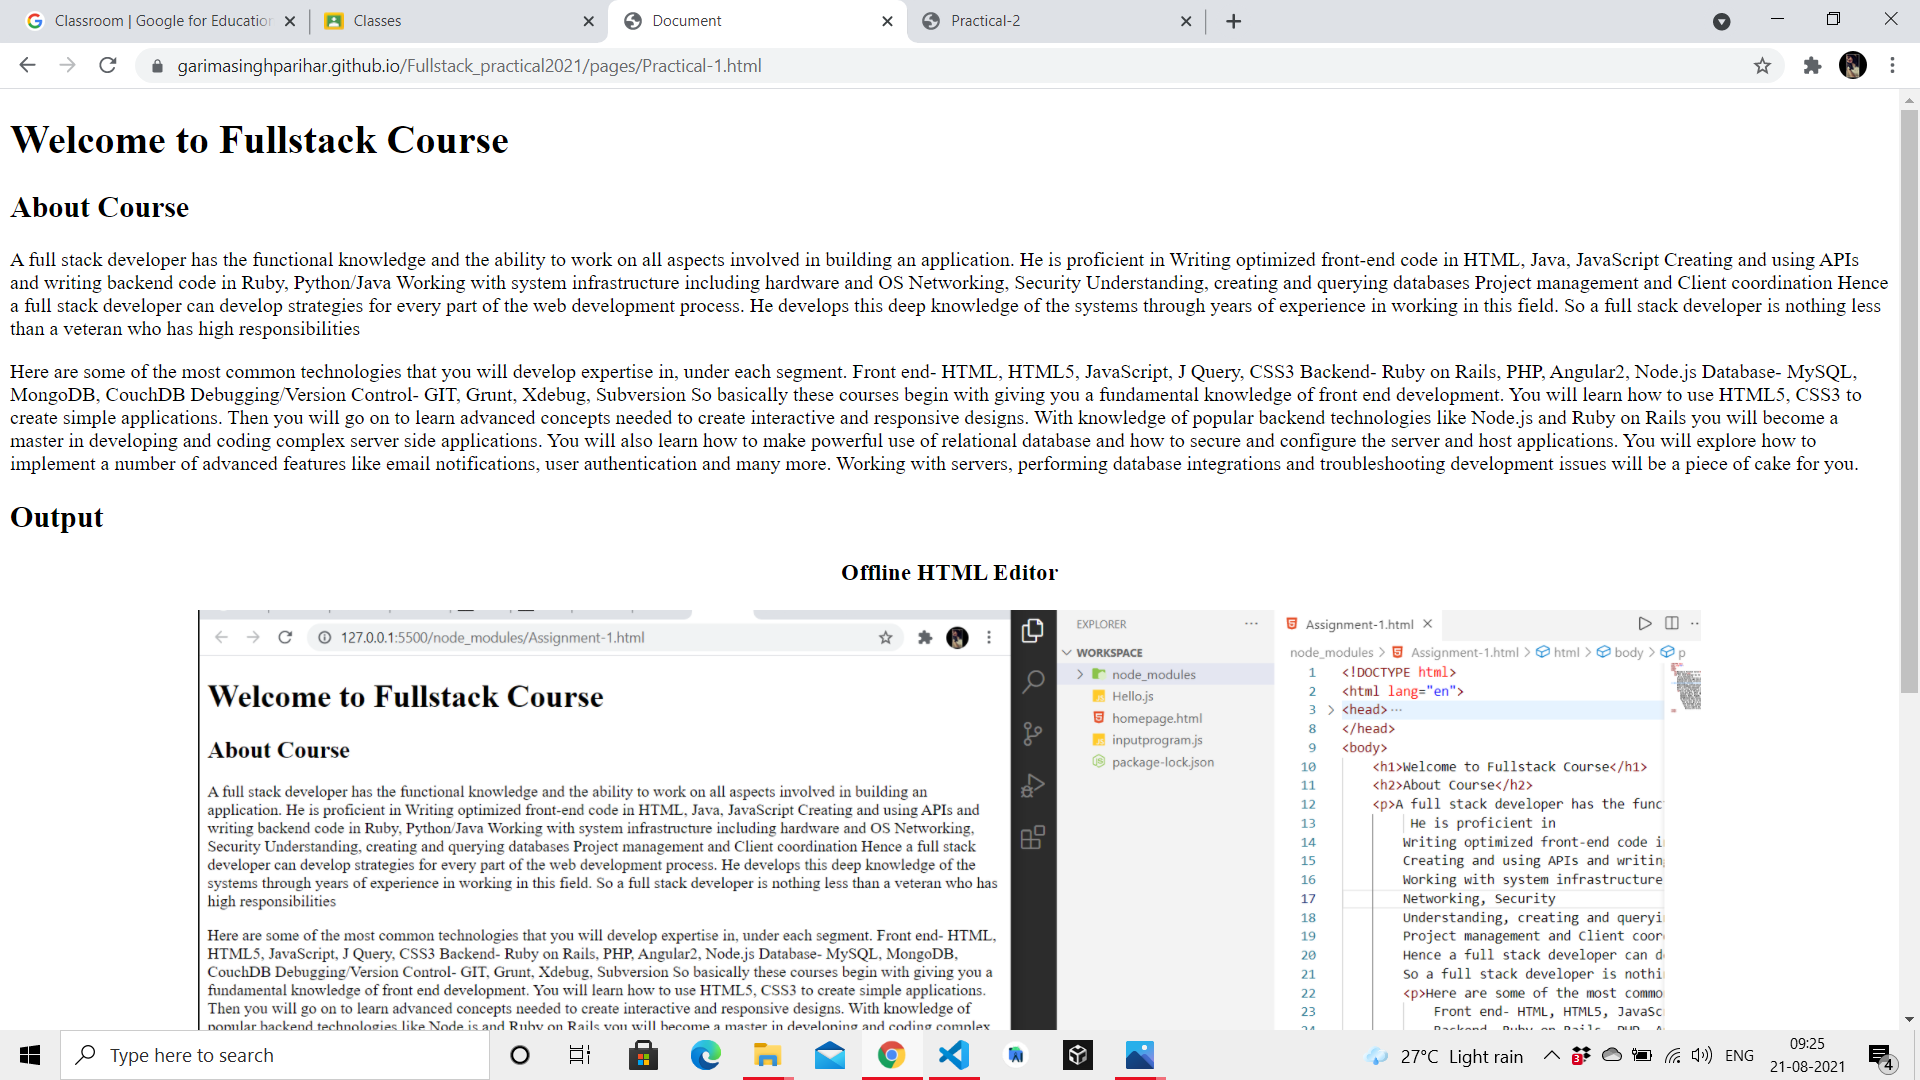 Classroom | Google for Education
Classes
Document
Practical-2
garimasinghparihar.github.io/Fullstack_practical2021/pages/Practical-1.html
Welcome to Fullstack Course
About Course
A full stack developer has the functional knowledge and the ability to work on all aspects involved in building an application. He is proficient in Writing optimized front-end code in HTML, Java, JavaScript Creating and using APIs
and writing backend code in Ruby, Python/Java Working with system infrastructure including hardware and OS Networking, Security Understanding, creating and querying databases Project management and Client coordination Hence
a full stack developer can develop strategies for every part of the web development process. He develops this deep knowledge of the systems through years of experience in working in this field. So a full stack developer is nothing less
than a veteran who has high responsibilities
Here are some of the most common technologies that you will develop expertise in, under each segment. Front end- HTML, HTML5, JavaScript, J Query, CSS3 Backend- Ruby on Rails, PHP, Angular2, Node.js Database- MySQL,
MongoDB, CouchDB Debugging/Version Control- GIT, Grunt, Xdebug, Subversion So basically these courses begin with giving you a fundamental knowledge of front end development. You will learn how to use HTML5, CSS3 to
create simple applications. Then you will go on to learn advanced concepts needed to create interactive and responsive designs. With knowledge of popular backend technologies like Node.js and Ruby on Rails you will become a
master in developing and coding complex server side applications. You will also learn how to make powerful use of relational database and how to secure and configure the server and host applications. You will explore how to
implement a number of advanced features like email notifications, user authentication and many more. Working with servers, performing database integrations and troubleshooting development issues will be a piece of cake for you.
Output
Offline HTML Editor
127.0.0.1:5500/node_modules/Assignment-1.html
Welcome to Fullstack Course
About Course
A full stack developer has the functional knowledge and the ability to work on all aspects involved in building an
application. He is proficient in Writing optimized front-end code in HTML, Java, JavaScript Creating and using APIs and
writing backend code in Ruby, Python/Java Working with system infrastructure including hardware and OS Networking,
Security Understanding, creating and querying databases Project management and Client coordination Hence a full stack
developer can develop strategies for every part of the web development process. He develops this deep knowledge of the
systems through years of experience in working in this field. So a full stack developer is nothing less than a veteran who has
high responsibilities
Here are some of the most common technologies that you will develop expertise in, under each segment. Front end- HTML,
HTML5, JavaScript, J Query, CSS3 Backend- Ruby on Rails, PHP, Angular2, Node.js Database- MySQL, MongoDB,
CouchDB Debugging/Version Control- GIT, Grunt, Xdebug, Subversion So basically these courses begin with giving you a
fundamental knowledge of front end development. You will learn how to use HTML5, CSS3 to create simple applications.
Then you will go on to learn advanced concepts needed to create interactive and responsive designs. With knowledge of
popular backend technologies like Node.js and Ruby on Rails you will become a master in developing and coding complex
EXPLORER ...
WORKSPACE
node_modules
Hello.js
homepage.html
inputprogram.js
package-lock.json
Assignment-1.html
node_modules > Assignment-1.html > html > body > p
1 <!DOCTYPE html>
2 <html lang="en">
3 <head> ...
8 </head>
9 <body>
10 <h1>Welcome to Fullstack Course</h1>
11 <h2>About Course</h2>
12 <p>A full stack developer has the func
13 He is proficient in
14 Writing optimized front-end code i
15 Creating and using APIs and writing
16 Working with system infrastructure
17 Networking, Security
18 Understanding, creating and queryi
19 Project management and Client coor
20 Hence a full stack developer can d
21 So a full stack developer is nothi
22 <p>Here are some of the most commo
23 Front end- HTML, HTML5, JavaSc
24 Backend- Ruby on Rails, PHP, A
Type here to search
27°C Light rain
3
ENG
09:25
21-08-2021
4